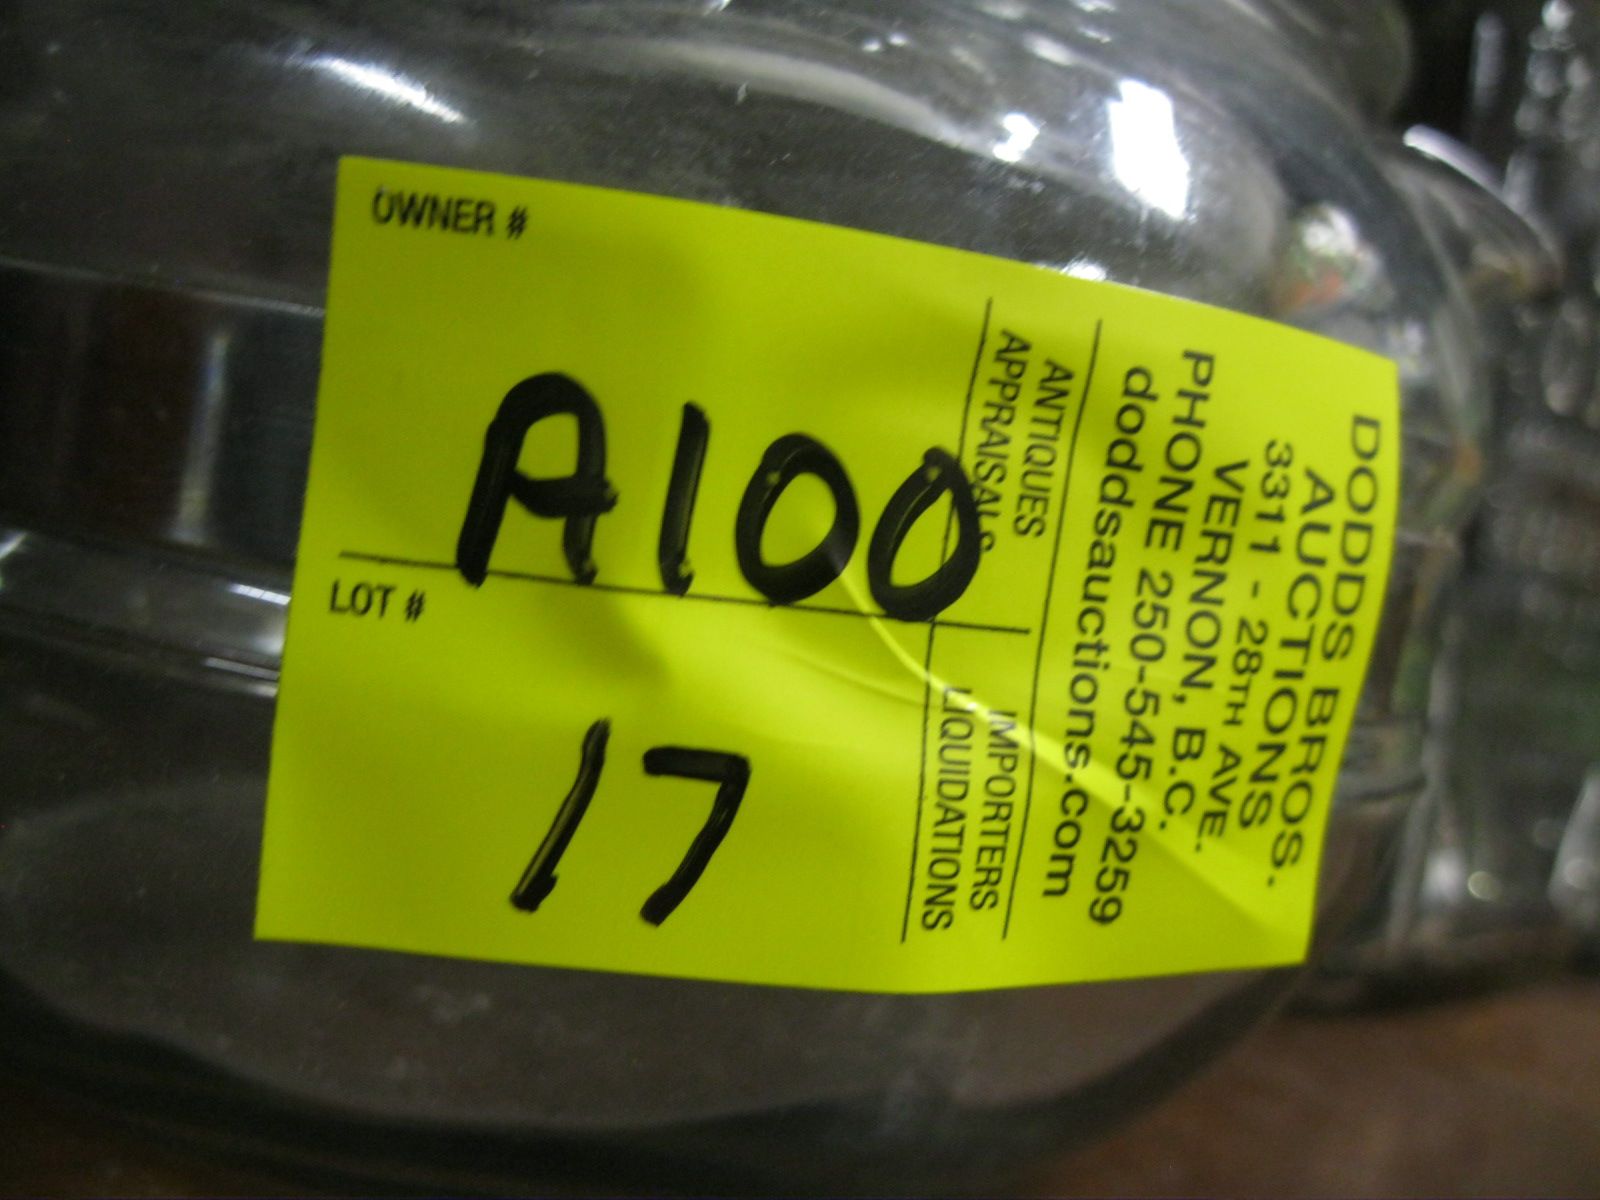 DODDS BROS.
AUCTIONS
3311 - 28TH AVE.
VERNON, B.C.
PHONE 250-545-3259
doddsauctions.com
ANTIQUES
APPRAISALS
IMPORTERS
LIQUIDATIONS
OWNER #
A100
LOT #
17